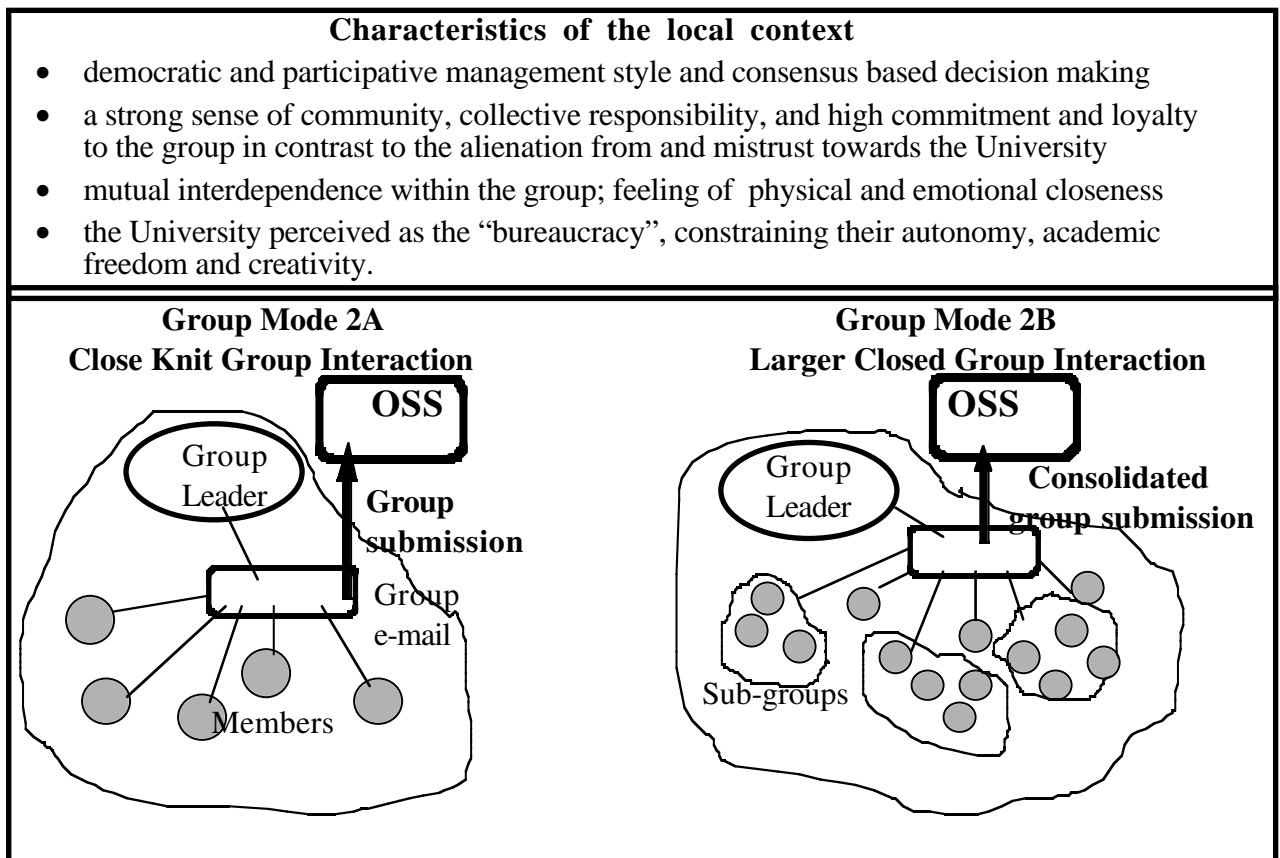 Characteristics of the local context
• democratic and participative management style and consensus based decision making
• a strong sense of community, collective responsibility, and high commitment and loyalty
to the group in contrast to the alienation from and mistrust towards the University
• mutual interdependence within the group; feeling of physical and emotional closeness
• the University perceived as the “bureaucracy”, constraining their autonomy, academic
freedom and creativity.
Group Mode 2A
Close Knit Group Interaction
OSS
Group
Leader
Group
submission
Group
e-mail
Members
Group Mode 2B
Larger Closed Group Interaction
OSS
Group
Leader
Consolidated
group submission
Sub-groups